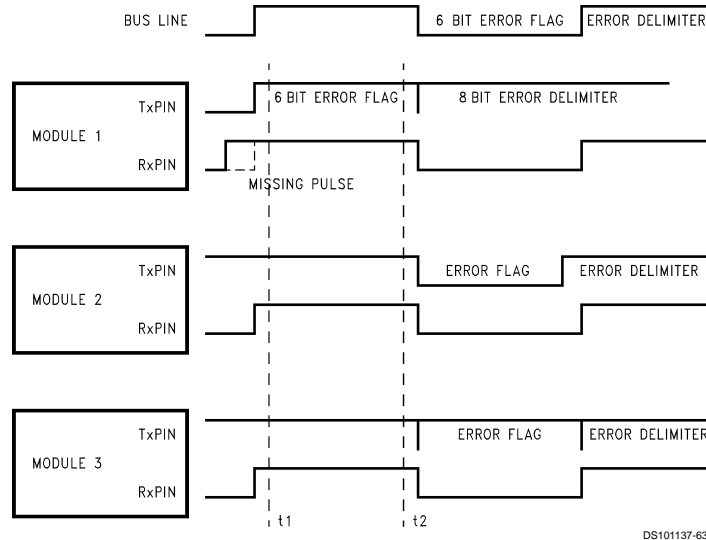 BUS LINE
6 BIT ERROR FLAG
ERROR DELIMITER
MODULE 1
TxPIN
6 BIT ERROR FLAG
8 BIT ERROR DELIMITER
RxPIN
MISSING PULSE
MODULE 2
TxPIN
ERROR FLAG
ERROR DELIMITER
RxPIN
MODULE 3
TxPIN
ERROR FLAG
ERROR DELIMITER
RxPIN
t1
t2
DS101137-63